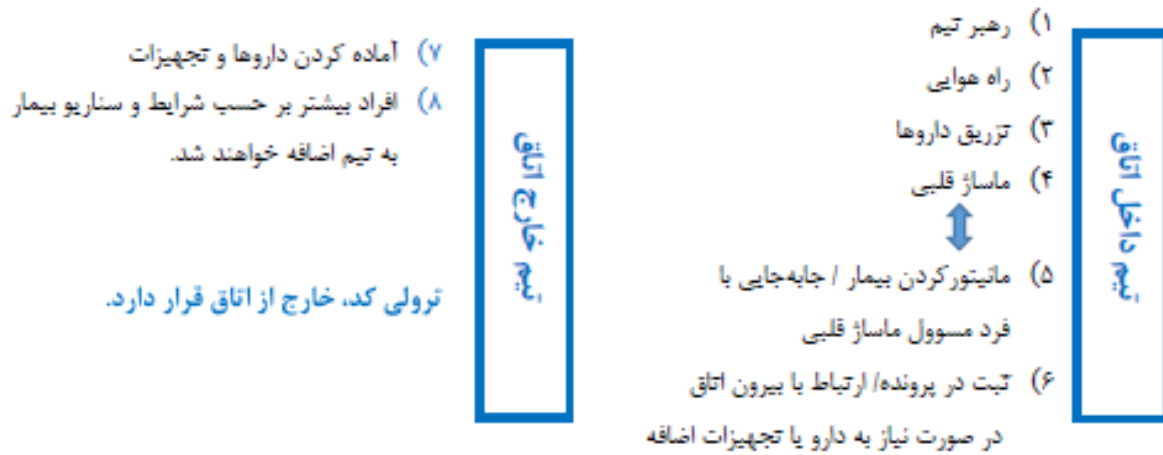 تیم داخل اتاق
۱) رهبر تیم
۲) راه هوایی
۳) تزریق داروها
۴) ماساژ قلبی
۵) مانیتورکردن بیمار / جابه‌جایی با
فرد مسوول ماساژ قلبی
۶) ثبت در پرونده/ ارتباط با بیرون اتاق
در صورت نیاز به دارو یا تجهیزات اضافه
تیم خارج اتاق
۷) آماده کردن داروها و تجهیزات
۸) افراد بیشتر بر حسب شرایط و سناریو بیمار
به تیم اضافه خواهند شد.
ترولی کد، خارج از اتاق قرار دارد.